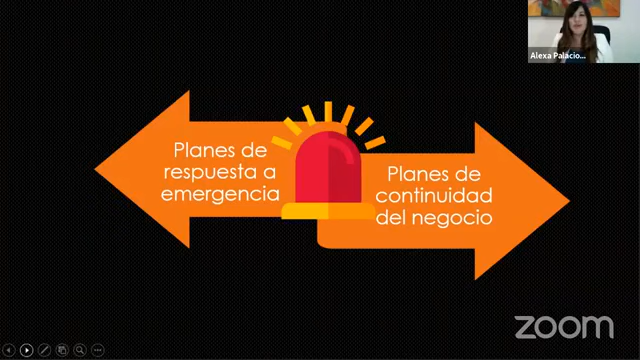 Alexa Palacio...
Planes de
respuesta a
emergencia
Planes de
continuidad
del negocio
zoom